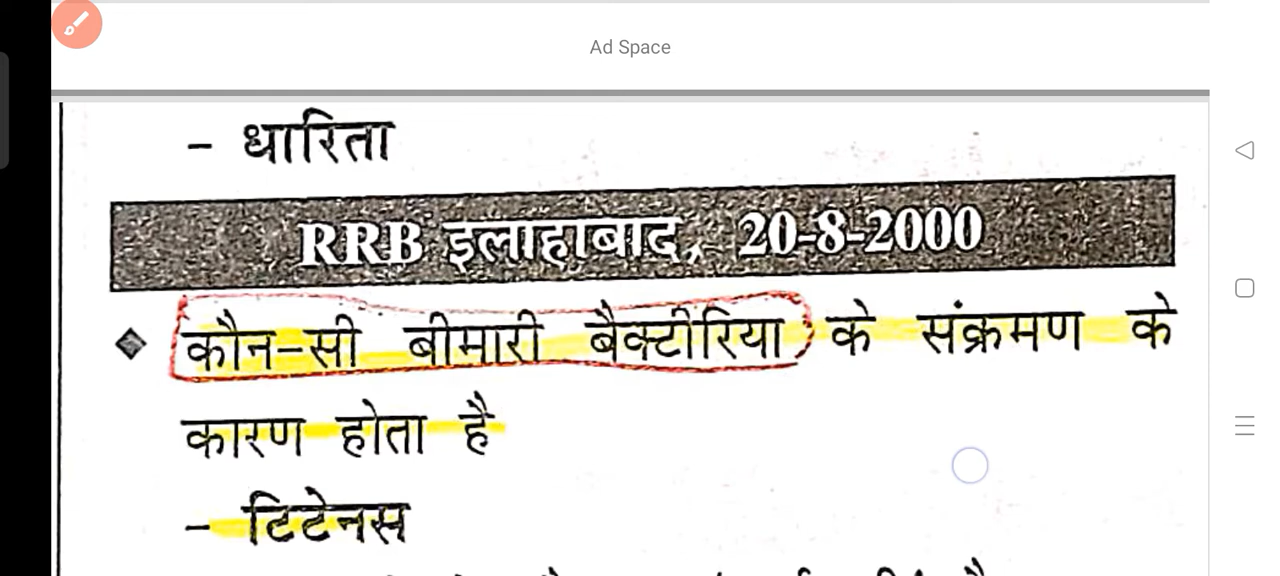 Ad Space
- धारिता
RRB इलाहाबाद, 20-8-2000
❖ कौन-सी बीमारी बैक्टीरिया के संक्रमण के
कारण होता है
- टिटेनस